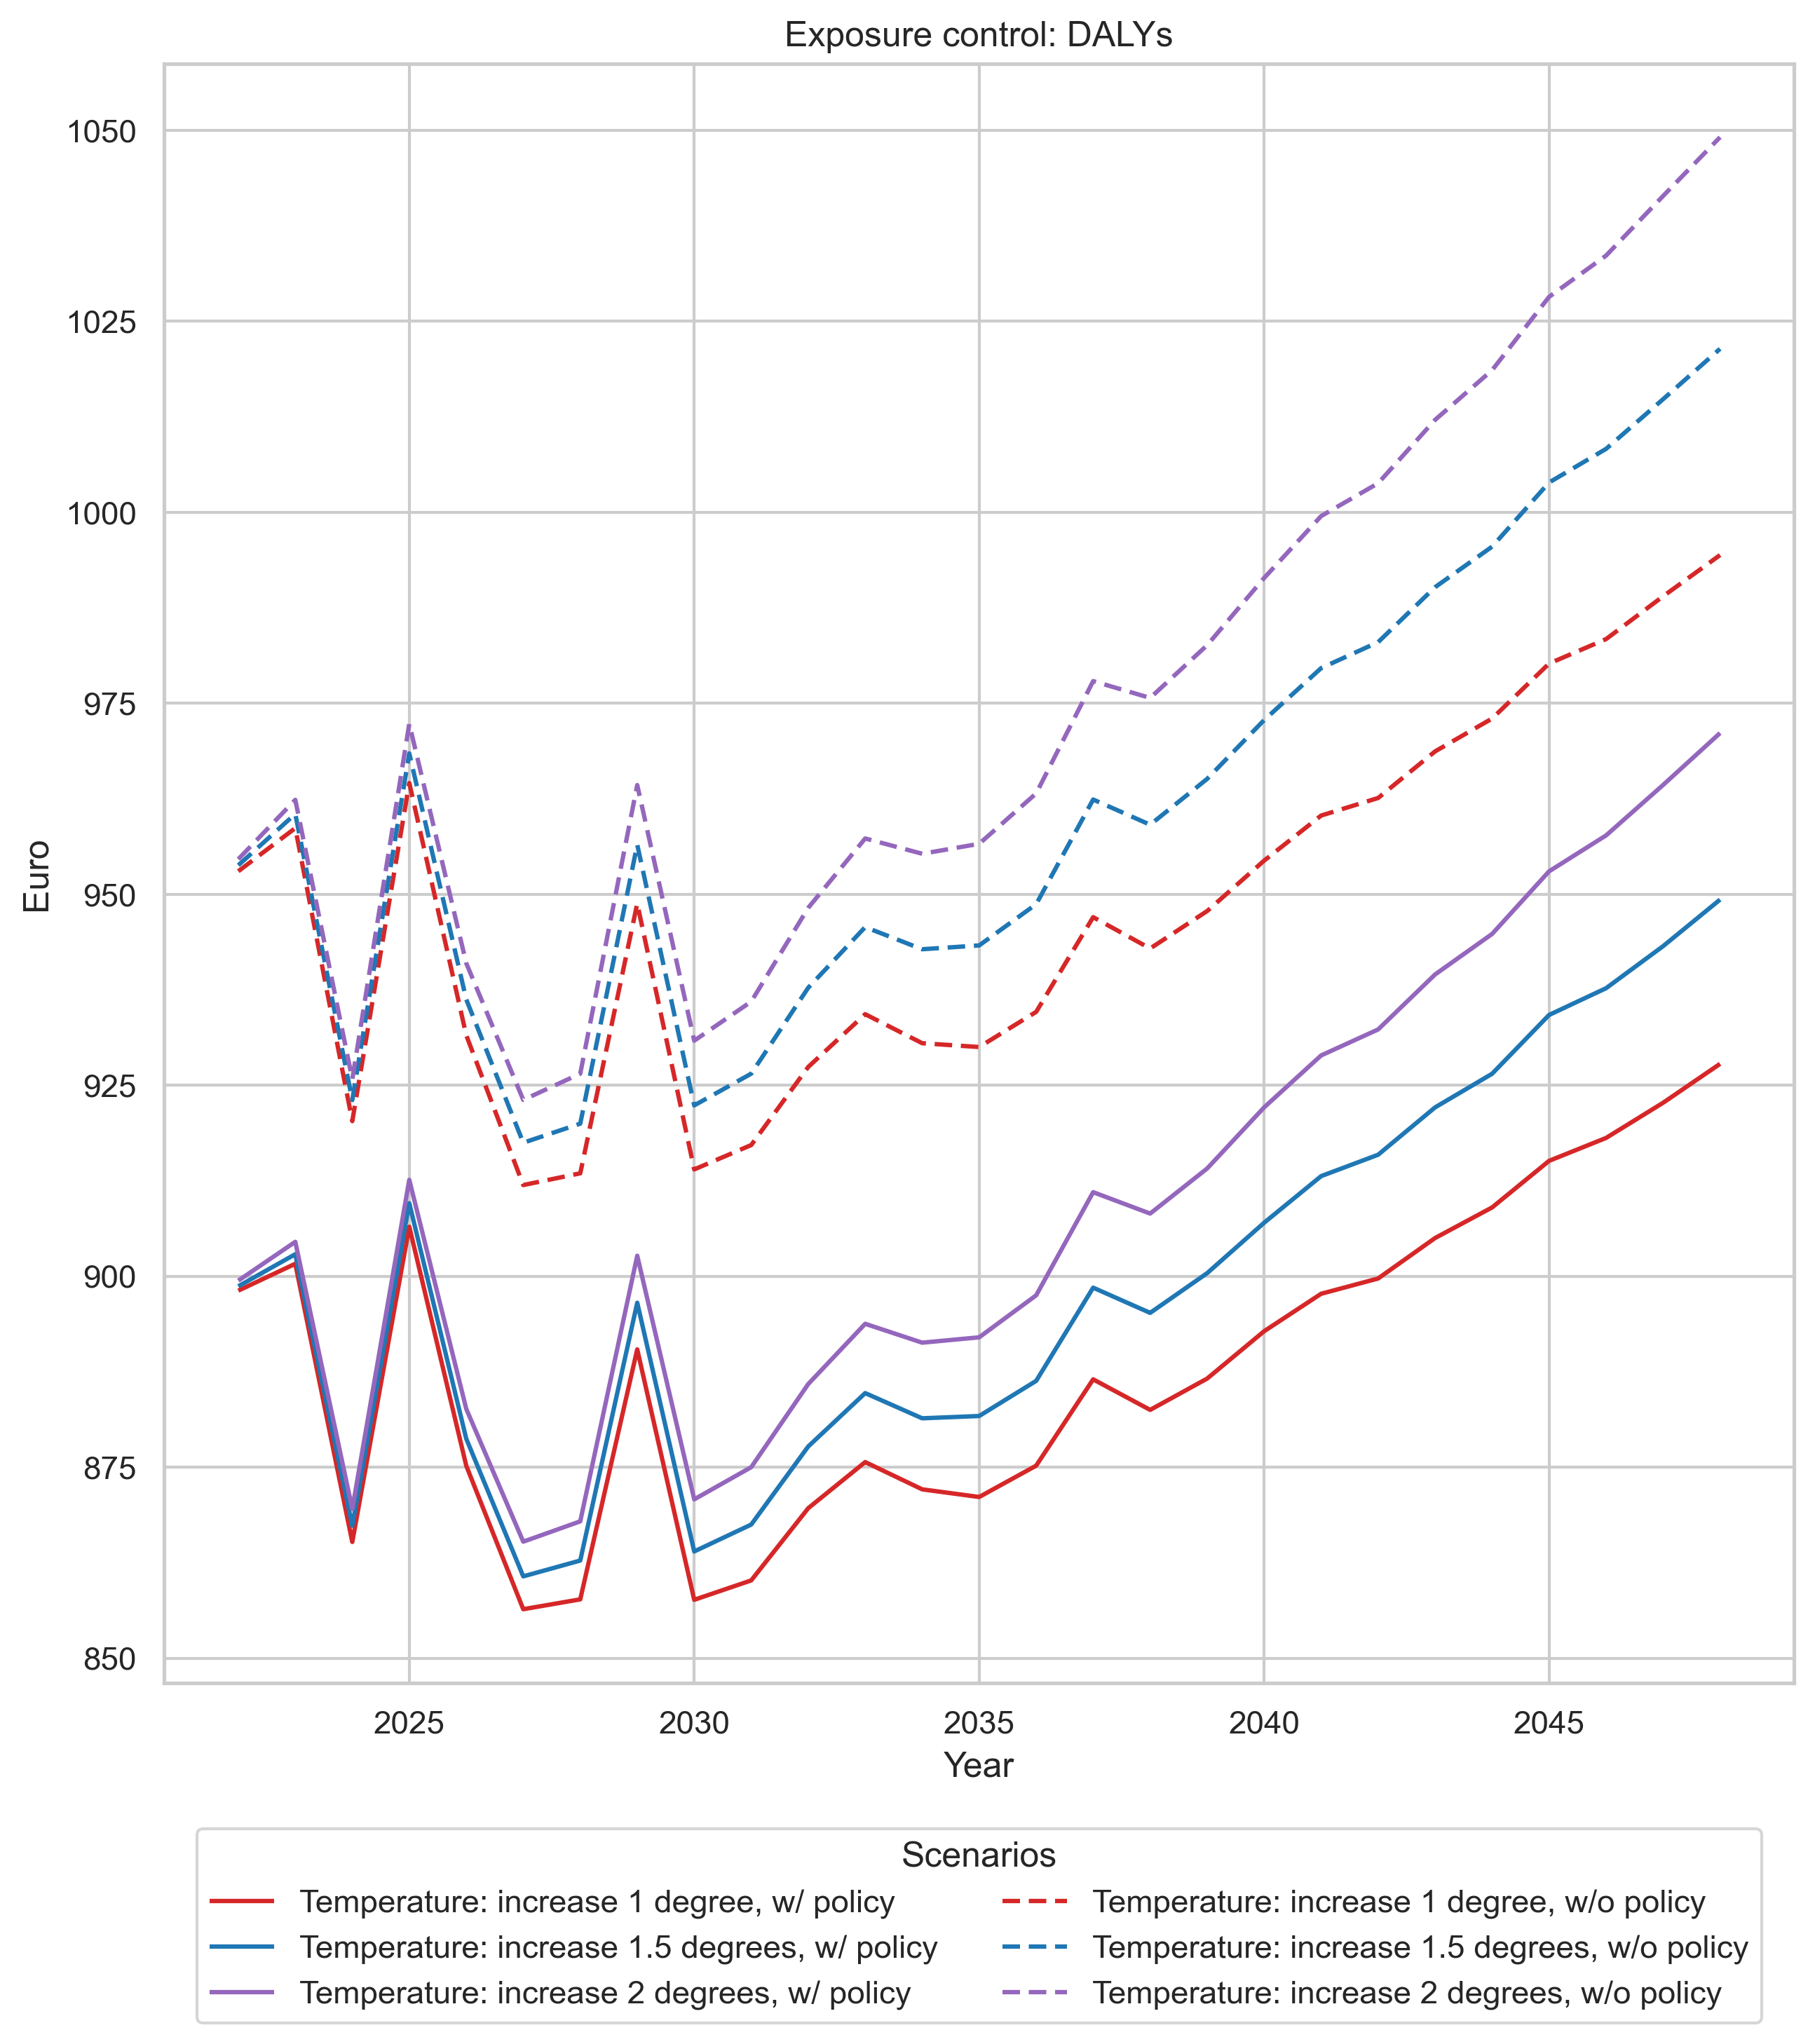 Exposure control: DALYs
1050
1025
1000
975
950
925
900
875
850
Euro
2025 2030 2035 2040 2045
Year
Scenarios
Temperature: increase 1 degree, w/ policy
Temperature: increase 1.5 degrees, w/ policy
Temperature: increase 2 degrees, w/ policy
Temperature: increase 1 degree, w/o policy
Temperature: increase 1.5 degrees, w/o policy
Temperature: increase 2 degrees, w/o policy